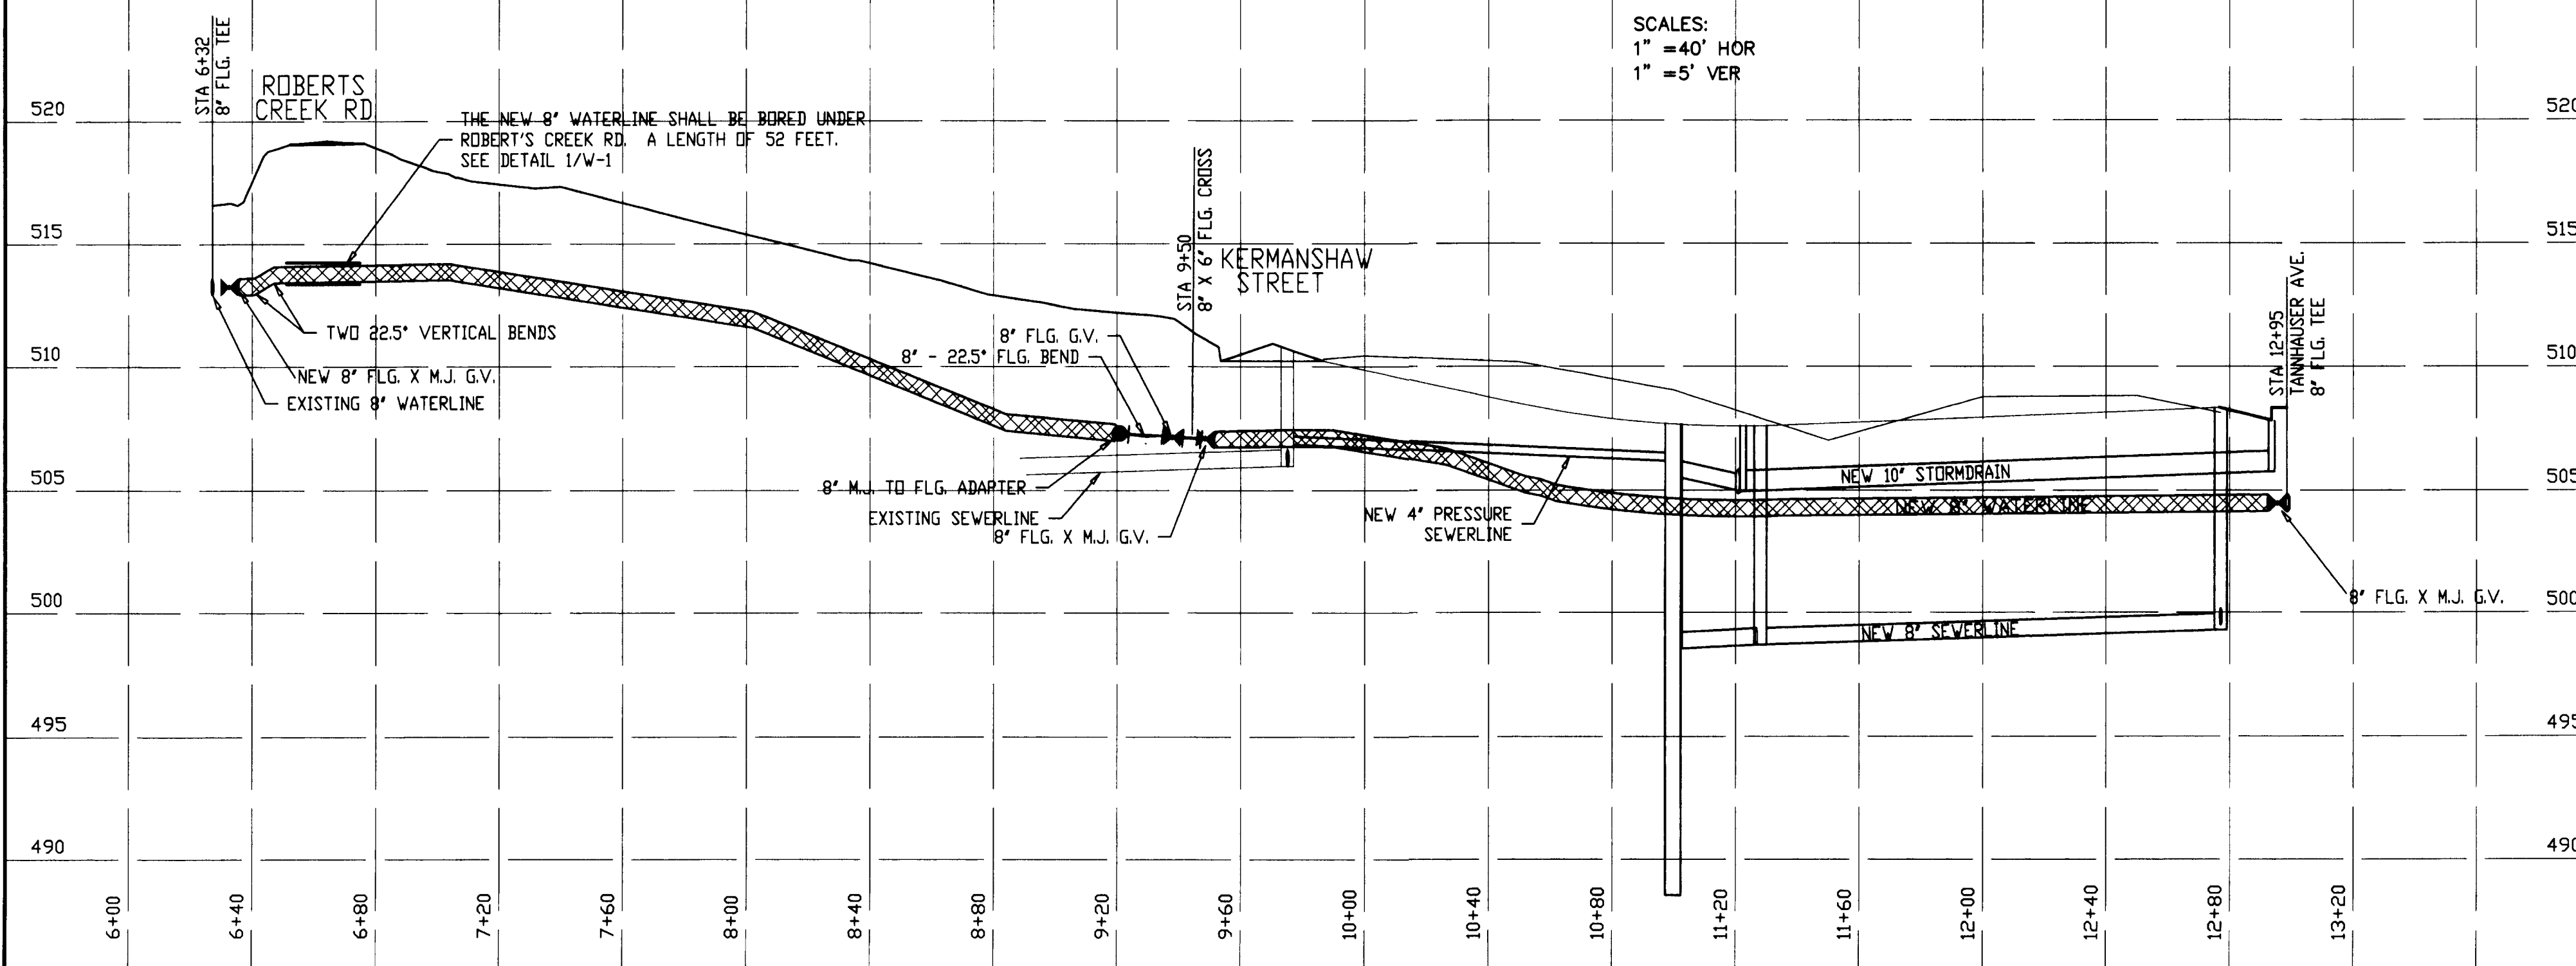 SCALES:
1" =40' HOR
1" =5' VER
STA 6+32
8" FLG. TEE
ROBERTS
CREEK RD
THE NEW 8" WATERLINE SHALL BE BORED UNDER
ROBERT'S CREEK RD. A LENGTH OF 52 FEET.
SEE DETAIL 1/W-1
520
520
515
515
510
510
505
505
500
500
495
495
490
490
TWO 22.5° VERTICAL BENDS
NEW 8" FLG. X M.J. G.V.
EXISTING 8" WATERLINE
STA 9+50
8" X 6" FLG. CROSS
KERMANSHAW
STREET
8" FLG. G.V.
8" - 22.5° FLG. BEND
8" M.J. TO FLG. ADAPTER
EXISTING SEWERLINE
8" FLG. X M.J. G.V.
NEW 4" PRESSURE
SEWERLINE
NEW 10" STORMDRAIN
NEW 8" WATERLINE
NEW 8" SEWERLINE
STA 12+95
TANNHAUSER AVE.
8" FLG. TEE
8" FLG. X M.J. G.V.
6+00
6+40
6+80
7+20
7+60
8+00
8+40
8+80
9+20
9+60
10+00
10+40
10+80
11+20
11+60
12+00
12+40
12+80
13+20